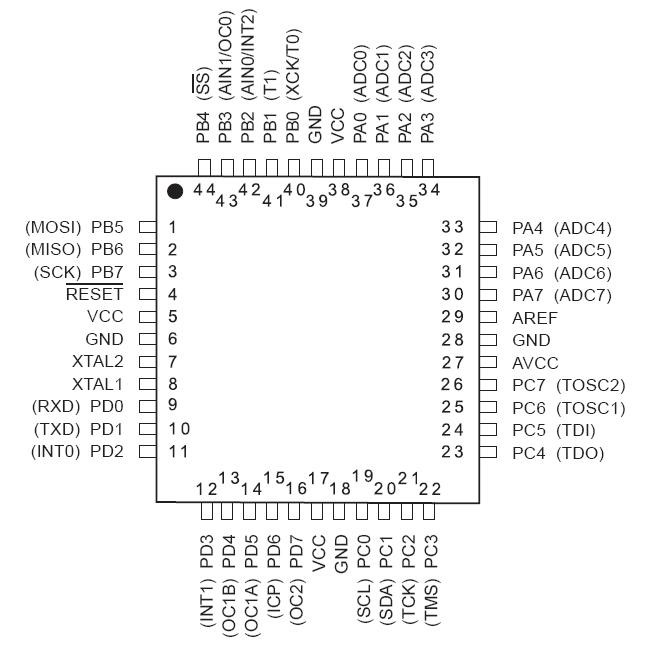 PB4 (SS)
PB3 (AIN1/OC0)
PB2 (AIN0/INT2)
PB1 (T1)
PB0 (XCK/T0)
GND
VCC
PA0 (ADC0)
PA1 (ADC1)
PA2 (ADC2)
PA3 (ADC3)
44 43 42 41 40 39 38 37 36 35 34
(MOSI) PB5 1
(MISO) PB6 2
(SCK) PB7 3
RESET 4
VCC 5
GND 6
XTAL2 7
XTAL1 8
(RXD) PD0 9
(TXD) PD1 10
(INT0) PD2 11
33 PA4 (ADC4)
32 PA5 (ADC5)
31 PA6 (ADC6)
30 PA7 (ADC7)
29 AREF
28 GND
27 AVCC
26 PC7 (TOSC2)
25 PC6 (TOSC1)
24 PC5 (TDI)
23 PC4 (TDO)
12 13 14 15 16 17 18 19 20 21 22
(INT1) PD3
(OC1B) PD4
(OC1A) PD5
(ICP) PD6
(OC2) PD7
VCC
GND
(SCL) PC0
(SDA) PC1
(TCK) PC2
(TMS) PC3